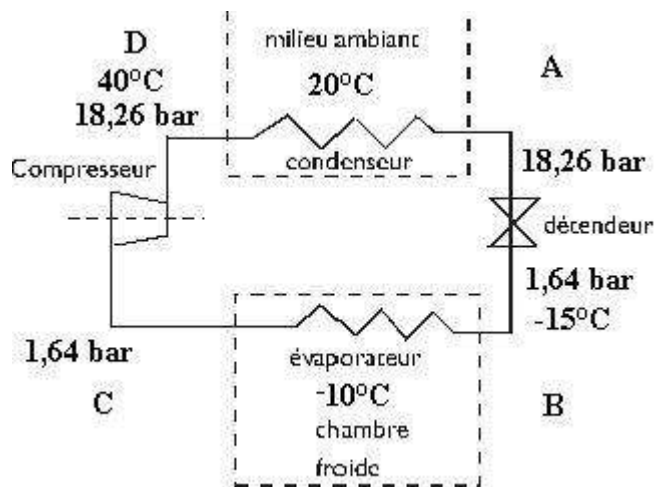 D
40°C
18,26 bar
milieu ambiant
20°C
condenseur
A
18,26 bar
Compresseur
détendeur
1,64 bar
-15°C
1,64 bar
C
évaporateur
-10°C
chambre
froide
B